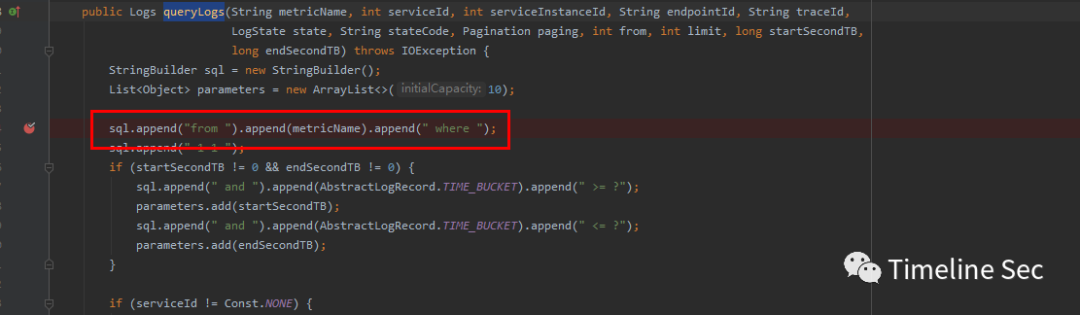 public Logs queryLogs(String metricName, int serviceId, int serviceInstanceId, String endpointId, String traceId,
LogState state, String stateCode, Pagination paging, int from, int limit, long startSecondTB,
long endSecondTB) throws IOException {
StringBuilder sql = new StringBuilder();
List<Object> parameters = new ArrayList<>( initialCapacity: 10);
sql.append("from ").append(metricName).append(" where ");
sql.append(" 1=1 ");
if (startSecondTB != 0 && endSecondTB != 0) {
sql.append(" and ").append(AbstractLogRecord.TIME_BUCKET).append(" >= ?");
parameters.add(startSecondTB);
sql.append(" and ").append(AbstractLogRecord.TIME_BUCKET).append(" <= ?");
parameters.add(endSecondTB);
}
if (serviceId != Const.NONE) {
Timeline Sec